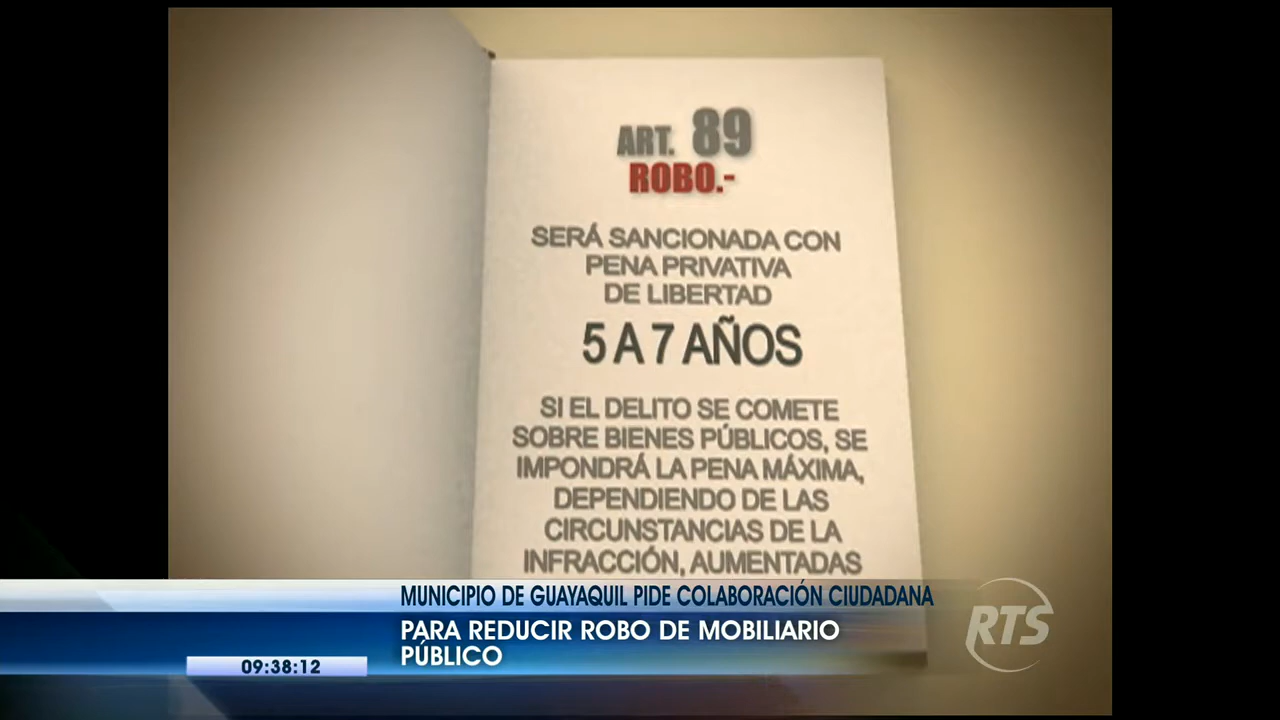 ART. 89
ROBO.-
SERÁ SANCIONADA CON
PENA PRIVATIVA
DE LIBERTAD
5 A 7 AÑOS
SI EL DELITO SE COMETE
SOBRE BIENES PÚBLICOS, SE
IMPONDRÁ LA PENA MÁXIMA,
DEPENDIENDO DE LAS
CIRCUNSTANCIAS DE LA
INFRACCIÓN, AUMENTADAS
MUNICIPIO DE GUAYAQUIL PIDE COLABORACIÓN CIUDADANA
PARA REDUCIR ROBO DE MOBILIARIO
PÚBLICO
09:38:12
RTS